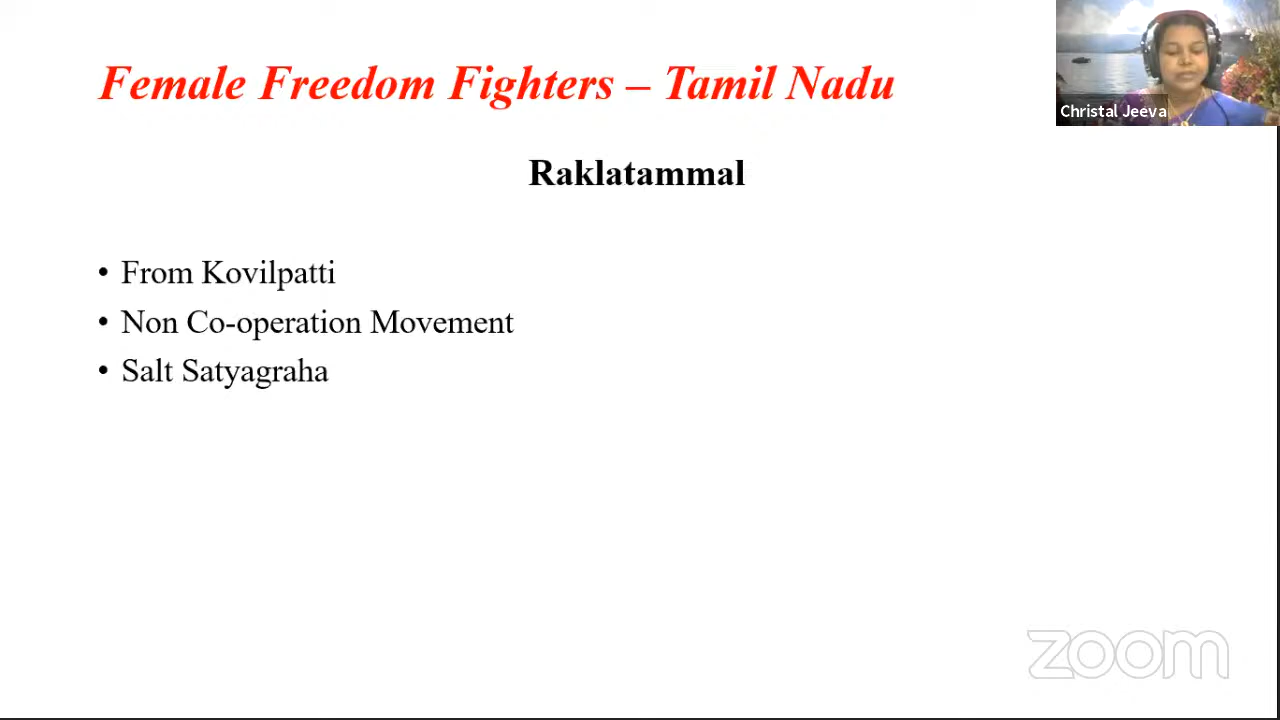 Female Freedom Fighters – Tamil Nadu
Christal Jeeva
Raklatammal
• From Kovilpatti
• Non Co-operation Movement
• Salt Satyagraha
zoom